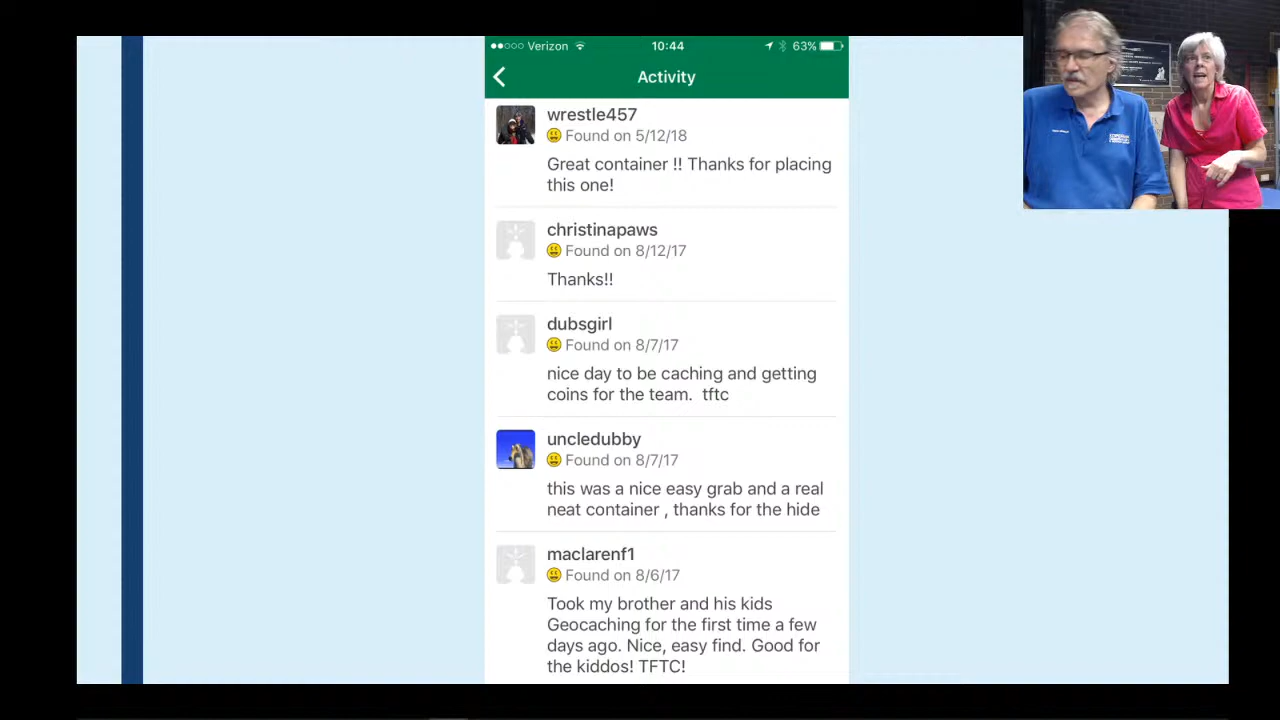 Verizon 10:44 63%
Activity
wrestle457
Found on 5/12/18
Great container !! Thanks for placing
this one!
christinapaws
Found on 8/12/17
Thanks!!
dubsgirl
Found on 8/7/17
nice day to be caching and getting
coins for the team. tftc
uncledubby
Found on 8/7/17
this was a nice easy grab and a real
neat container , thanks for the hide
maclarenf1
Found on 8/6/17
Took my brother and his kids
Geocaching for the first time a few
days ago. Nice, easy find. Good for
the kiddos! TFTC!